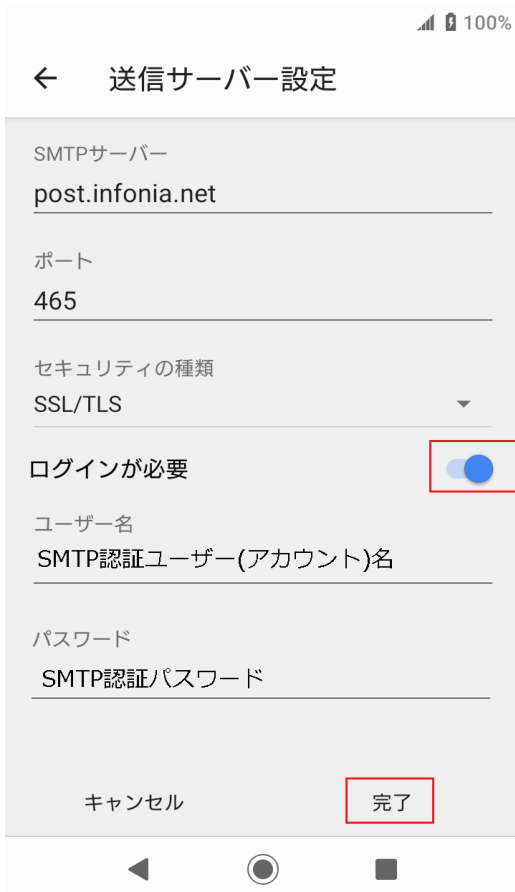 100%
送信サーバー設定
SMTPサーバー
post.infonia.net
ポート
465
セキュリティの種類
SSL/TLS
ログインが必要
ユーザー名
SMTP認証ユーザー(アカウント)名
パスワード
SMTP認証パスワード
キャンセル 完了